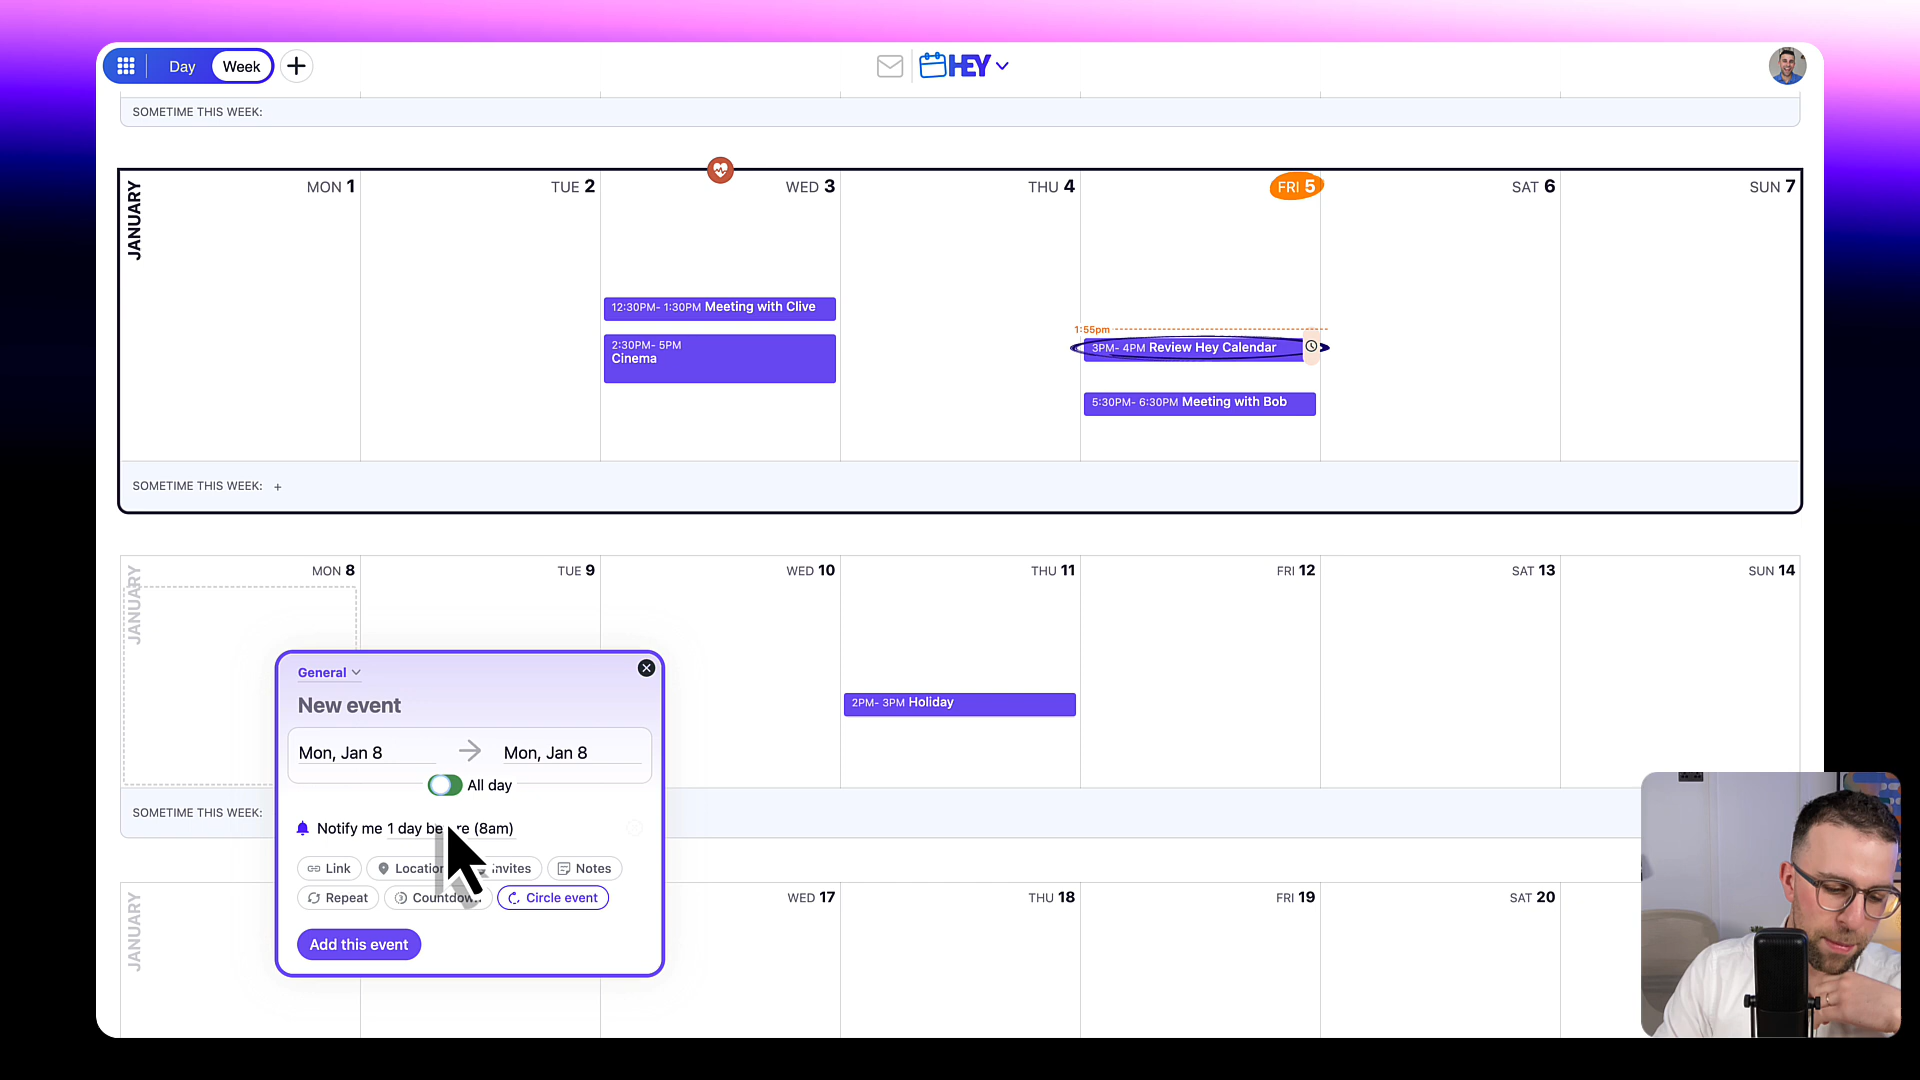 Day Week
HEY
SOMETIME THIS WEEK:
JANUARY
MON 1 TUE 2 WED 3 THU 4 FRI 5 SAT 6 SUN 7
12:30PM- 1:30PM Meeting with Clive
2:30PM- 5PM
Cinema
1:55pm
3PM- 4PM Review Hey Calendar
5:30PM- 6:30PM Meeting with Bob
SOMETIME THIS WEEK: +
JANUARY
MON 8 TUE 9 WED 10 THU 11 FRI 12 SAT 13 SUN 14
2PM- 3PM Holiday
SOMETIME THIS WEEK:
General
New event
Mon, Jan 8 Mon, Jan 8
All day
Notify me 1 day (8am)
Link Invites Notes
Repeat Circle event
Add this event
JANUARY
WED 17 THU 18 FRI 19 SAT 20